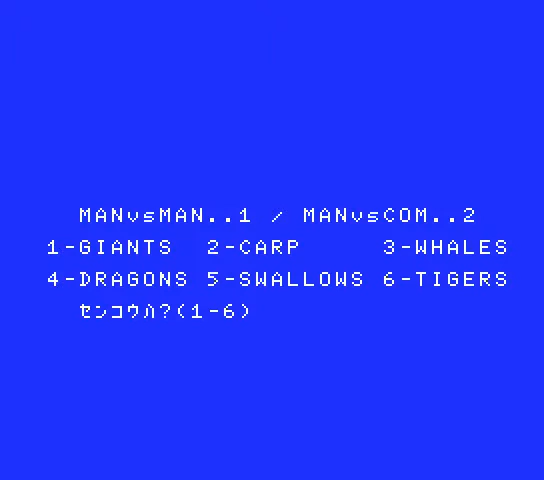 MANvsMAN..1 / MANvsCOM..2
1-GIANTS 2-CARP 3-WHALES
4-DRAGONS 5-SWALLOWS 6-TIGERS
センコウハ?(1-6)